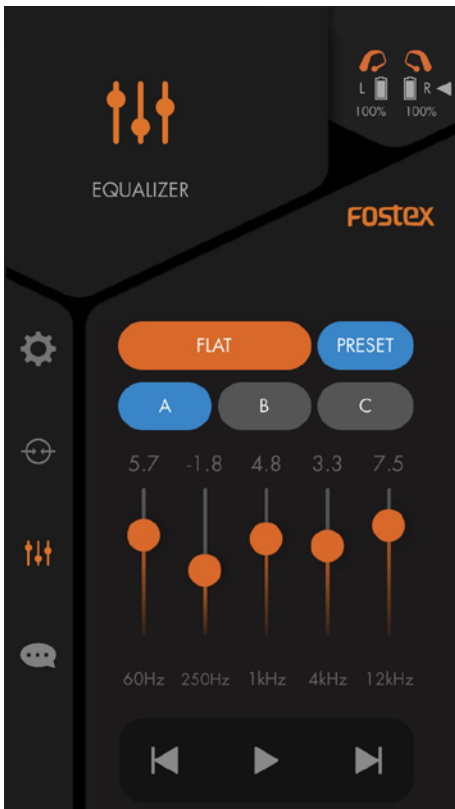 L R
100% 100%
EQUALIZER
FOSTEX
FLAT PRESET
A B C
5.7 -1.8 4.8 3.3 7.5
60Hz 250Hz 1kHz 4kHz 12kHz